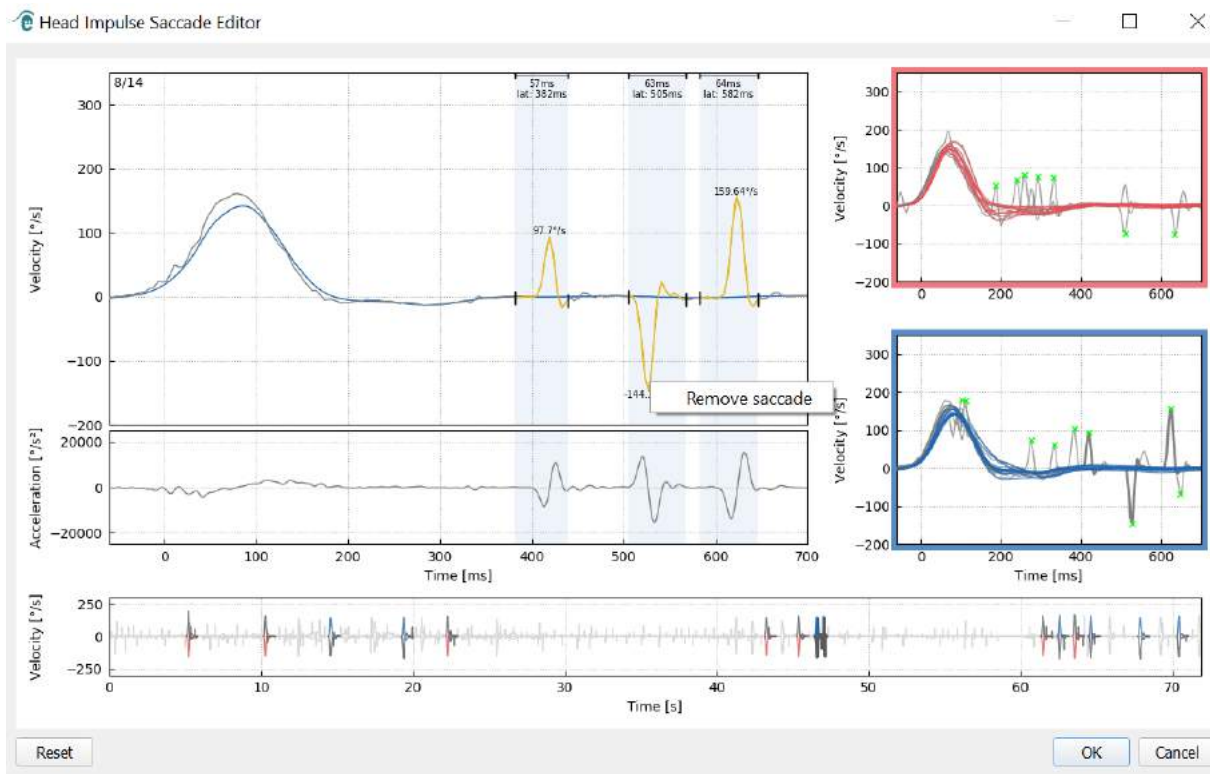 Head Impulse Saccade Editor
8/14
57ms
lat: 382ms
63ms
lat: 505ms
64ms
lat: 582ms
97.7°/s
159.64°/s
-144.
Remove saccade
Velocity [°/s]
300
200
100
0
−100
−200
Acceleration [°/s²]
20000
0
−20000
0
100
200
300
400
500
600
700
Time [ms]
Velocity [°/s]
300
200
100
0
−100
−200
0
200
400
600
Velocity [°/s]
300
200
100
0
−100
−200
0
200
400
600
Time [ms]
Velocity [°/s]
250
0
−250
0
10
20
30
40
50
60
70
Time [s]
Reset
OK
Cancel